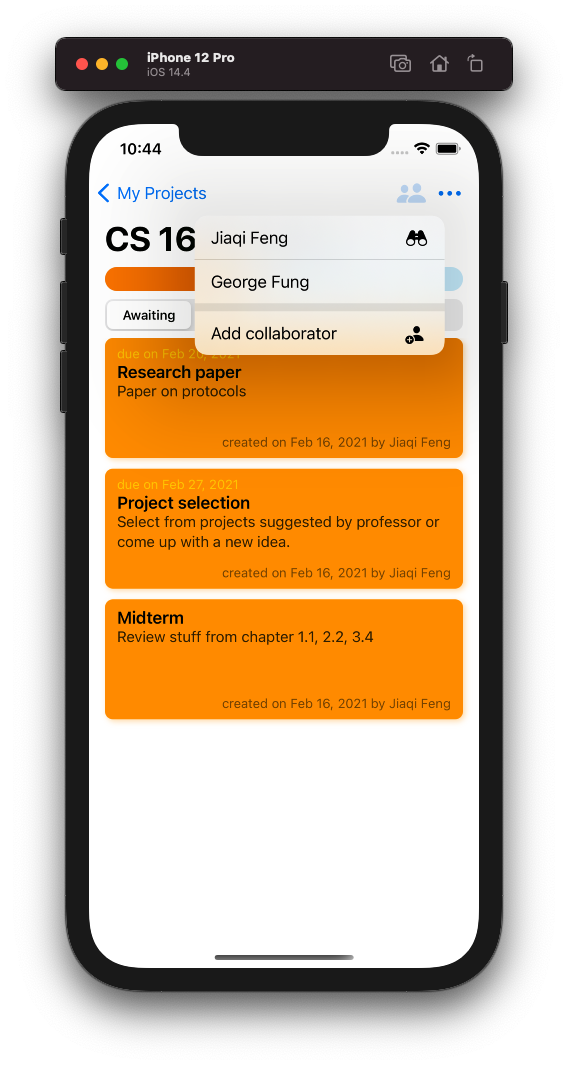 iPhone 12 Pro
iOS 14.4
10:44
My Projects
CS 16
Jiaqi Feng
George Fung
Add collaborator
Awaiting
due on Feb 20, 2021
Research paper
Paper on protocols
created on Feb 16, 2021 by Jiaqi Feng
due on Feb 27, 2021
Project selection
Select from projects suggested by professor or
come up with a new idea.
created on Feb 16, 2021 by Jiaqi Feng
Midterm
Review stuff from chapter 1.1, 2.2, 3.4
created on Feb 16, 2021 by Jiaqi Feng